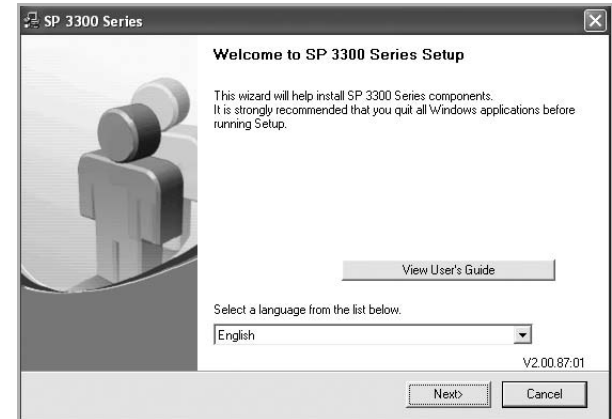 SP 3300 Series
Welcome to SP 3300 Series Setup
This wizard will help install SP 3300 Series components.
It is strongly recommended that you quit all Windows applications before
running Setup.
View User's Guide
Select a language from the list below.
English
V2.00.87:01
Next>
Cancel